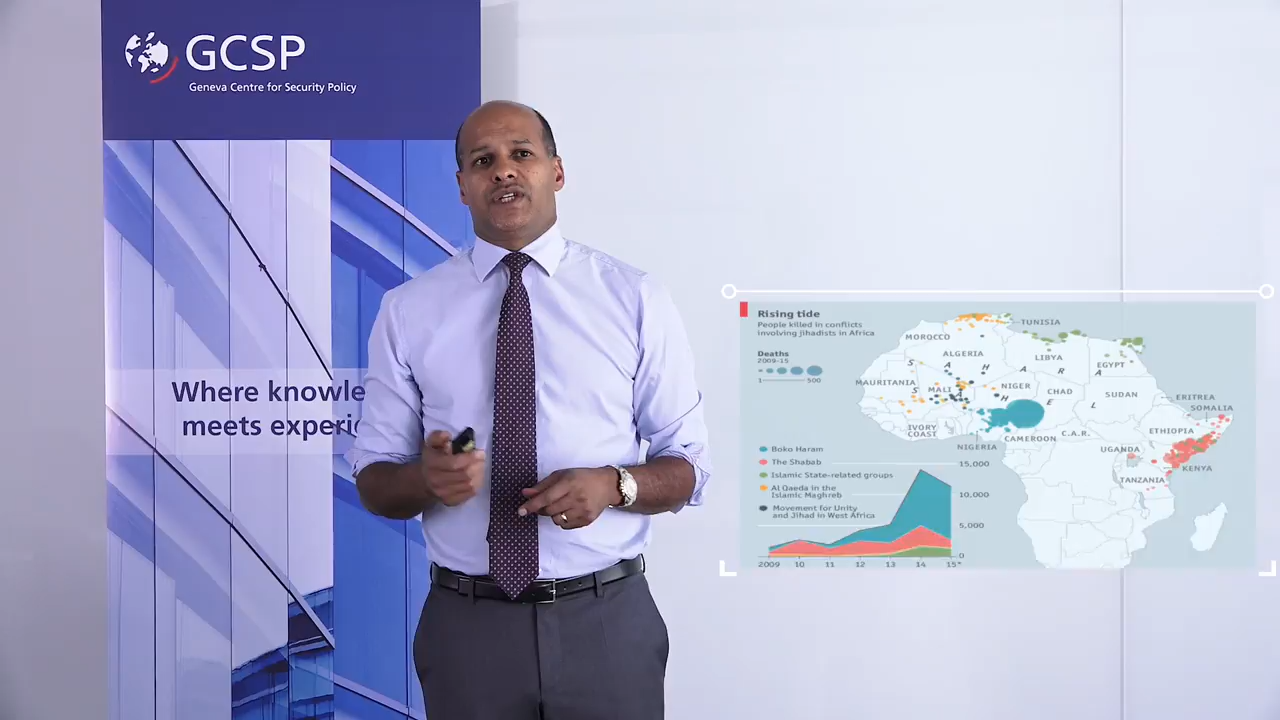 GCSP
Geneva Centre for Security Policy
Where knowle
meets experie
Rising tide
People killed in conflicts
involving jihadists in Africa
Deaths
2009-15
1
500
TUNISIA
MOROCCO
ALGERIA
LIBYA
EGYPT
SAHARA
MAURITANIA
MALI
NIGER
CHAD
SUDAN
ERITREA
SOMALIA
SAHEL
IVORY
COAST
NIGERIA
CAMEROON
C.A.R.
ETHIOPIA
UGANDA
KENYA
TANZANIA
Boko Haram
The Shabab
Islamic State-related groups
Al Qaeda in the
Islamic Maghreb
Movement for Unity
and Jihad in West Africa
15,000
10,000
5,000
0
2009 10 11 12 13 14 15*